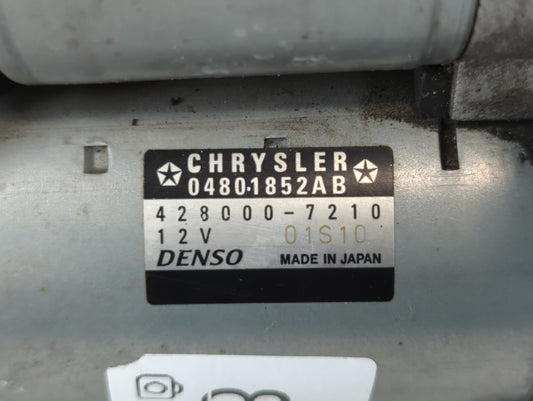 CHRYSLER
04801852AB
428000-7210
12V 01S10
DENSO MADE IN JAPAN